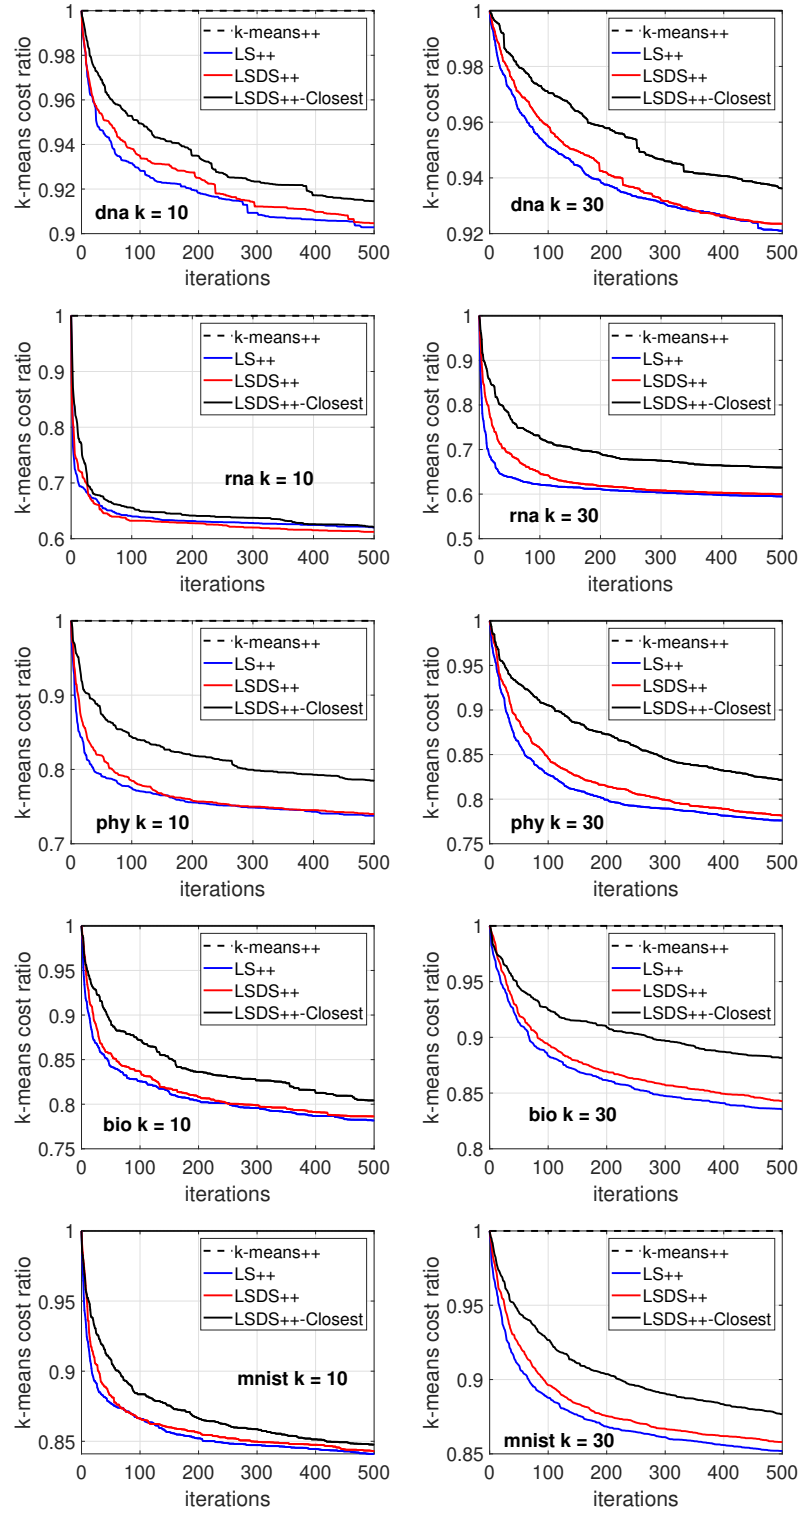 k-means cost ratio
1
0.98
0.96
0.94
0.92
0.9
k-means++
LS++
LSDS++
LSDS++-Closest
dna k = 10
0 100 200 300 400 500
iterations
k-means cost ratio
1
0.98
0.96
0.94
0.92
k-means++
LS++
LSDS++
LSDS++-Closest
dna k = 30
0 100 200 300 400 500
iterations
k-means cost ratio
1
0.9
0.8
0.7
0.6
k-means++
LS++
LSDS++
LSDS++-Closest
rna k = 10
0 100 200 300 400 500
iterations
k-means cost ratio
1
0.9
0.8
0.7
0.6
0.5
k-means++
LS++
LSDS++
LSDS++-Closest
rna k = 30
0 100 200 300 400 500
iterations
k-means cost ratio
1
0.9
0.8
0.7
k-means++
LS++
LSDS++
LSDS++-Closest
phy k = 10
0 100 200 300 400 500
iterations
k-means cost ratio
1
0.95
0.9
0.85
0.8
0.75
k-means++
LS++
LSDS++
LSDS++-Closest
phy k = 30
0 100 200 300 400 500
iterations
k-means cost ratio
1
0.95
0.9
0.85
0.8
0.75
k-means++
LS++
LSDS++
LSDS++-Closest
bio k = 10
0 100 200 300 400 500
iterations
k-means cost ratio
1
0.95
0.9
0.85
0.8
k-means++
LS++
LSDS++
LSDS++-Closest
bio k = 30
0 100 200 300 400 500
iterations
k-means cost ratio
1
0.95
0.9
0.85
k-means++
LS++
LSDS++
LSDS++-Closest
mnist k = 10
0 100 200 300 400 500
iterations
k-means cost ratio
1
0.95
0.9
0.85
k-means++
LS++
LSDS++
LSDS++-Closest
mnist k = 30
0 100 200 300 400 500
iterations